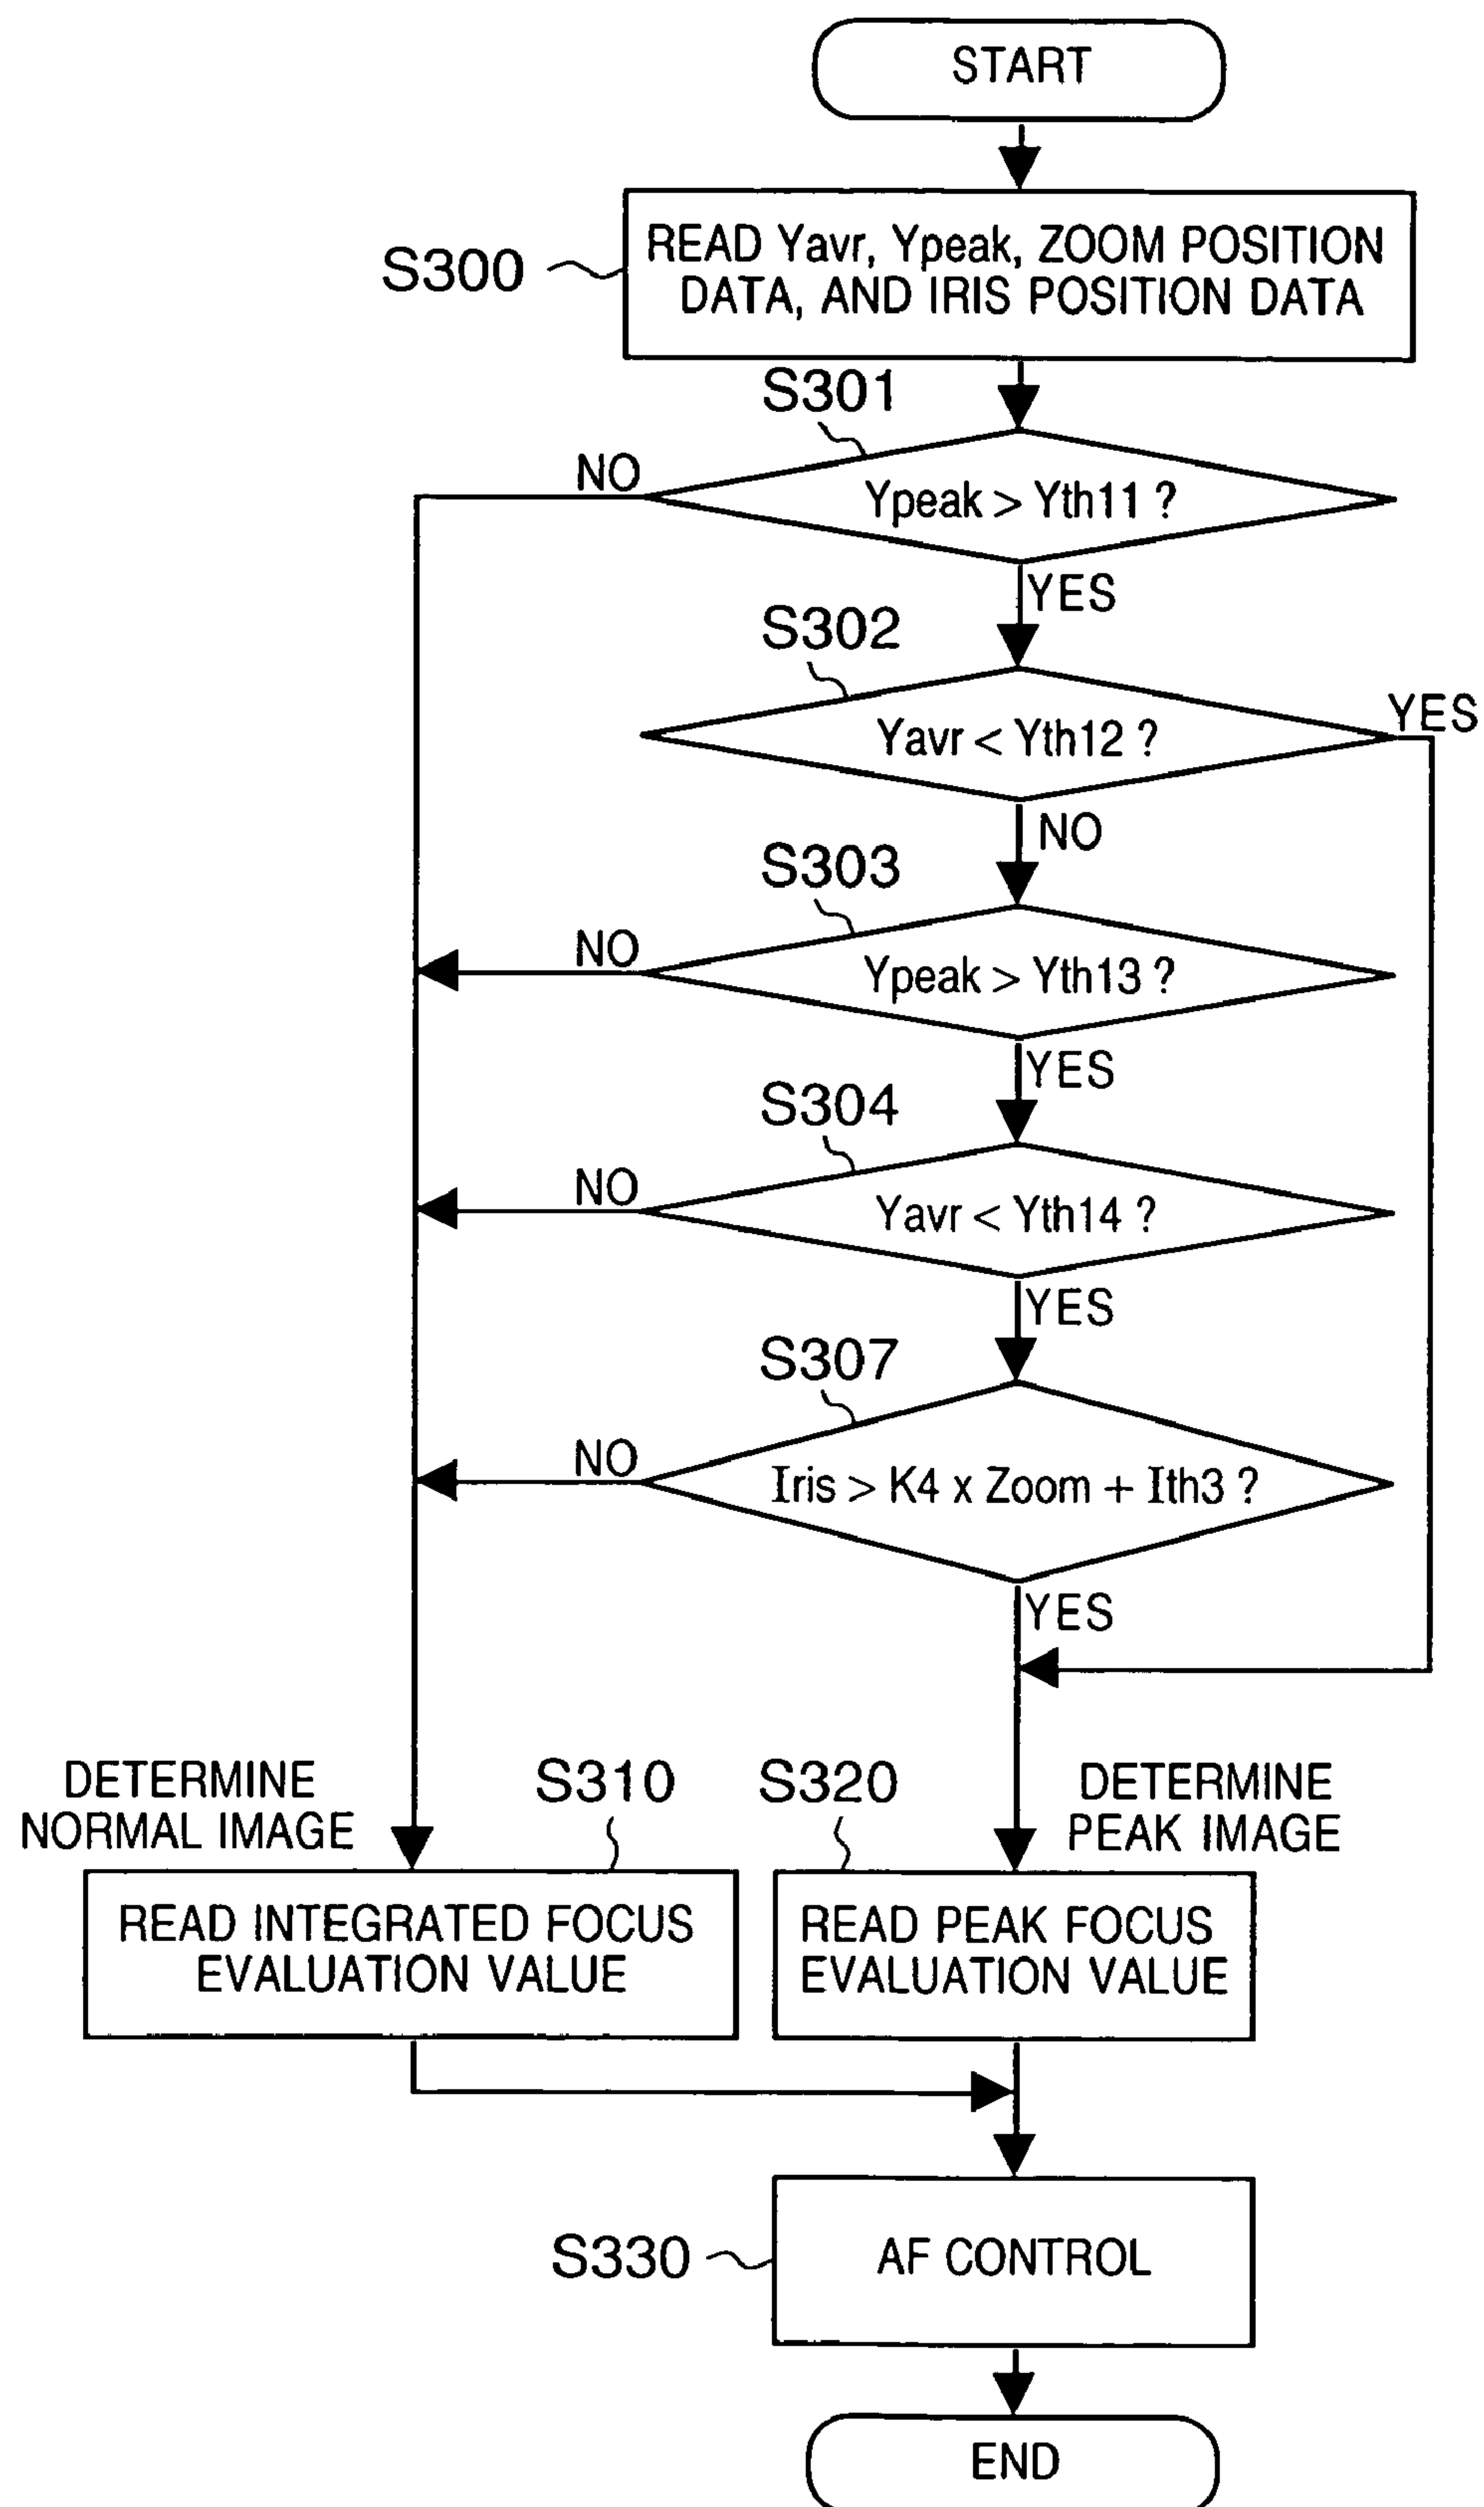 START
S300
READ Yavr, Ypeak, ZOOM POSITION
DATA, AND IRIS POSITION DATA
S301
NO
Ypeak > Yth11 ?
YES
S302
YES
Yavr < Yth12 ?
NO
S303
NO
Ypeak > Yth13 ?
YES
S304
NO
Yavr < Yth14 ?
YES
S307
NO
Iris > K4 x Zoom + Ith3 ?
YES
DETERMINE
NORMAL IMAGE
S310
S320
DETERMINE
PEAK IMAGE
READ INTEGRATED FOCUS
EVALUATION VALUE
READ PEAK FOCUS
EVALUATION VALUE
S330
AF CONTROL
END